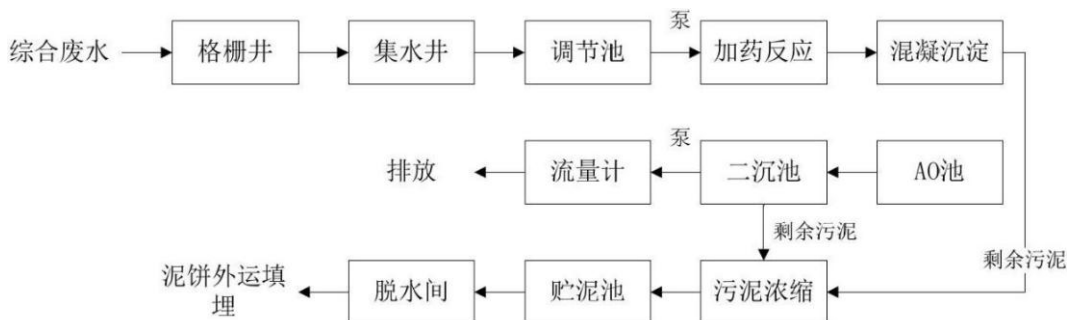 泵
综合废水
格栅井
集水井
调节池
加药反应
混凝沉淀
泵
排放
流量计
二沉池
AO池
剩余污泥
剩余污泥
泥饼外运填
埋
脱水间
贮泥池
污泥浓缩